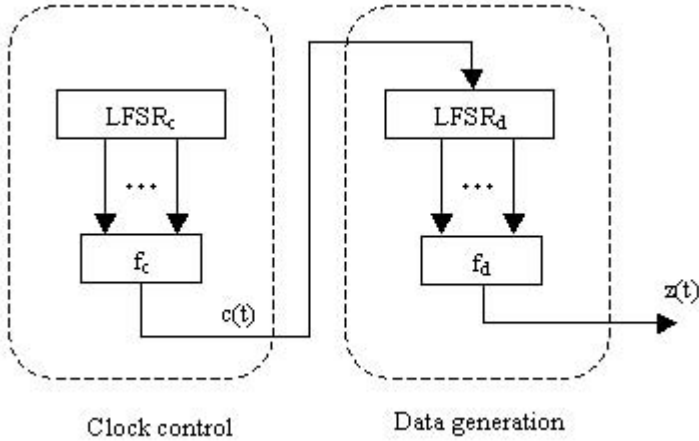 LFSRc
...
fc
c(t)
Clock control
LFSRd
...
fd
z(t)
Data generation